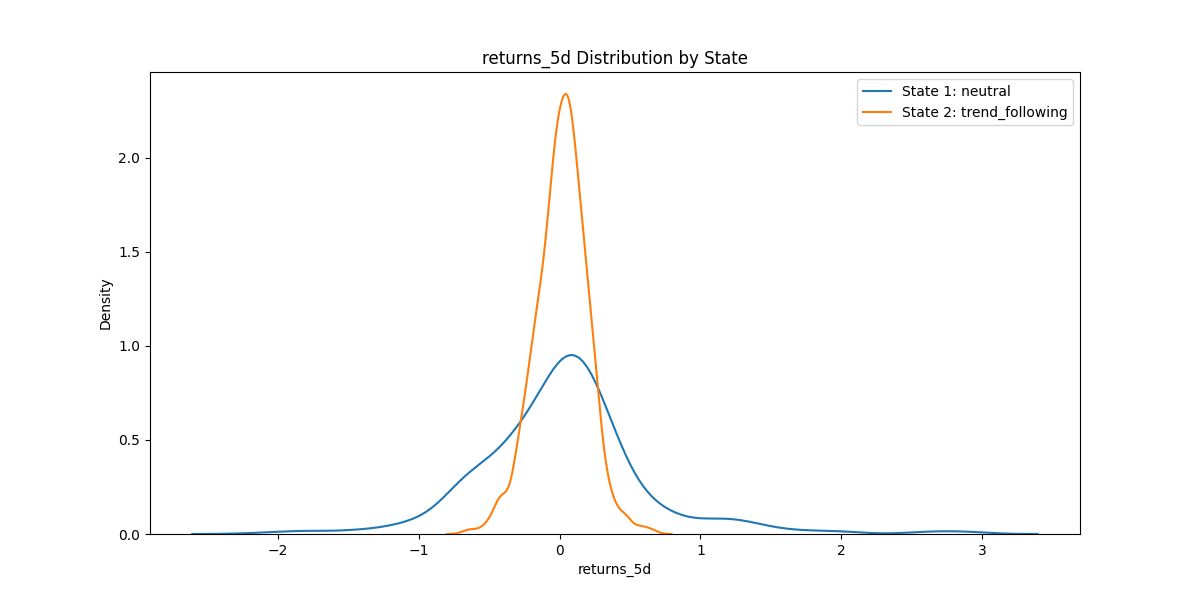 returns_5d Distribution by State
State 1: neutral
State 2: trend_following
Density
2.0
1.5
1.0
0.5
0.0
−2
−1
0
1
2
3
returns_5d